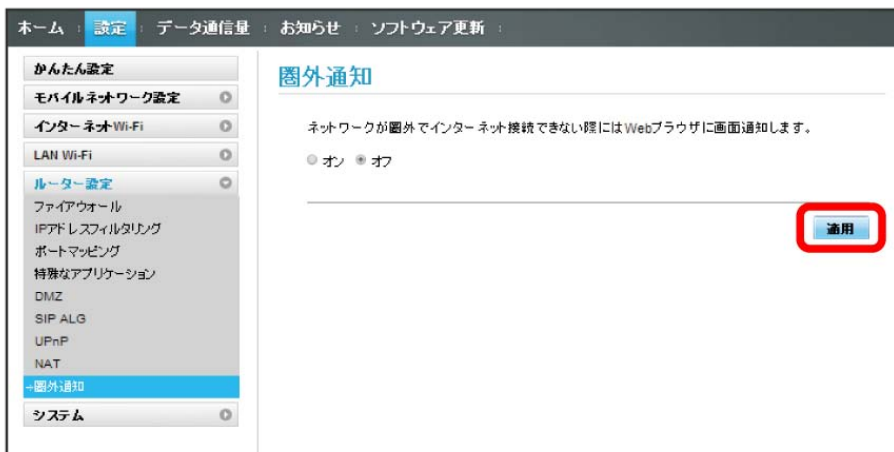 ホーム 設定 データ通信量 お知らせ ソフトウェア更新
かんたん設定
モバイルネットワーク設定
インターネットWi-Fi
LAN Wi-Fi
ルーター設定
ファイアウォール
IPアドレスフィルタリング
ポートマッピング
特殊なアプリケーション
DMZ
SIP ALG
UPnP
NAT
→圏外通知
システム
圏外通知
ネットワークが圏外でインターネット接続できない際にはWebブラウザに画面通知します。
オン オフ
適用